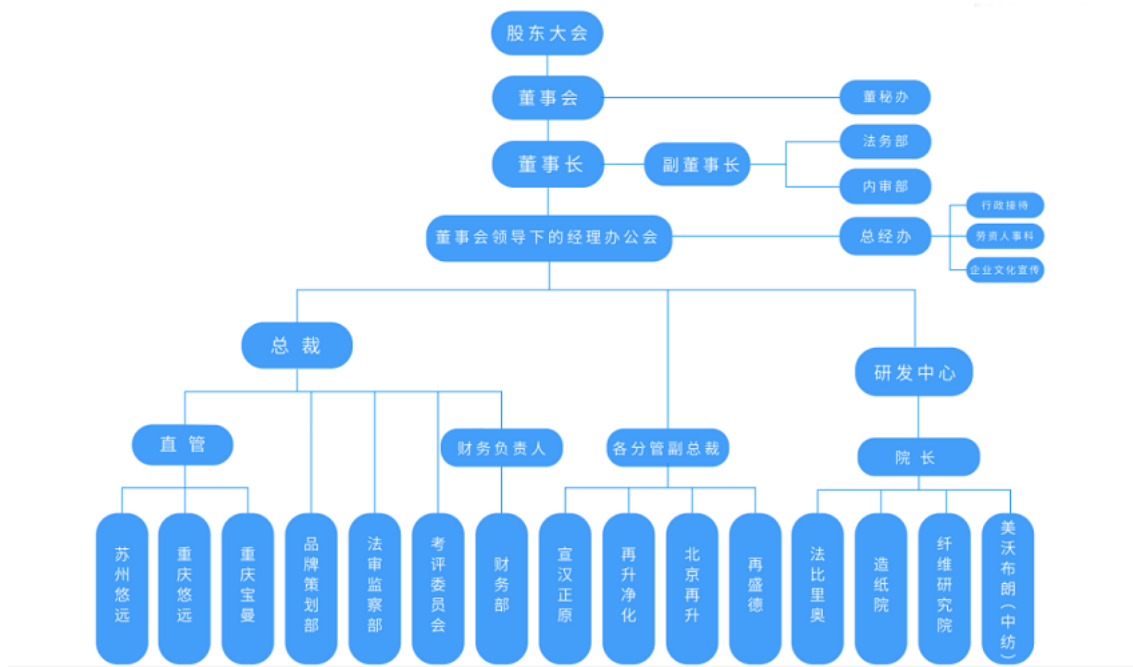 股东大会
董事会
董秘办
法务部
董事长
副董事长
内审部
行政接待
董事会领导下的经理办公会
总经办
劳资人事科
企业文化宣传
总 裁
研发中心
直管
财务负责人
各分管副总裁
院长
苏州悠远
重庆悠远
重庆宝曼
品牌策划部
法审监察部
考评委员会
财务部
宣汉正原
再升净化
北京再升
再盛德
法比里奥
造纸院
纤维研究院
美沃布朗（中纺）